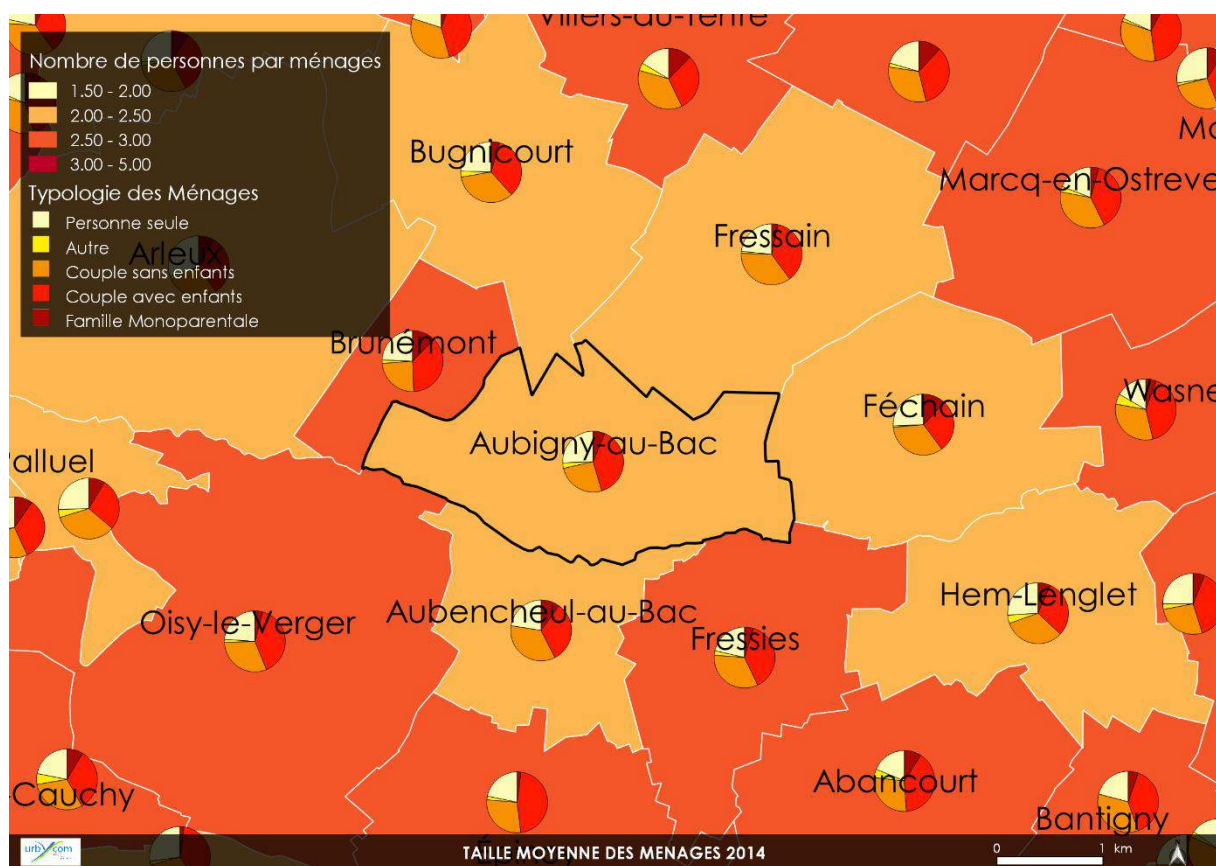 Villers-au-Tertre
Nombre de personnes par ménages
1.50 - 2.00
2.00 - 2.50
2.50 - 3.00
3.00 - 5.00
Typologie des Ménages
Personne seule
Autre
Couple sans enfants
Couple avec enfants
Famille Monoparentale
Bugnicourt
Marcq-en-Ostreve
Fressain
Arleux
Brunémont
Féchain
Wasne
Aubigny-au-Bac
Palluel
Hem-Lenglet
Aubencheul-au-Bac
Oisy-le-Verger
Fressies
Abancourt
-Cauchy
Bantigny
urbycom
TAILLE MOYENNE DES MENAGES 2014
0 1 km